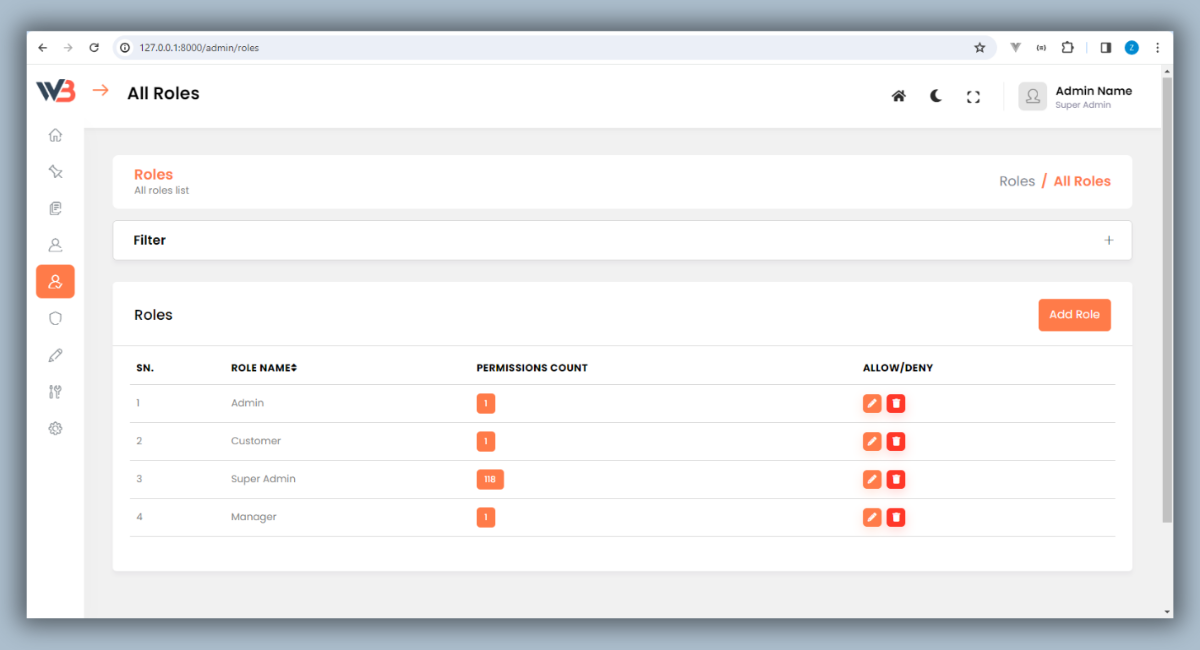 127.0.0.1:8000/admin/roles
Z
WB
All Roles
Admin Name
Super Admin
Roles
All roles list
Roles / All Roles
Filter
Roles
Add Role
SN. ROLE NAME PERMISSIONS COUNT ALLOW/DENY
1 Admin 1
2 Customer 1
3 Super Admin 118
4 Manager 1